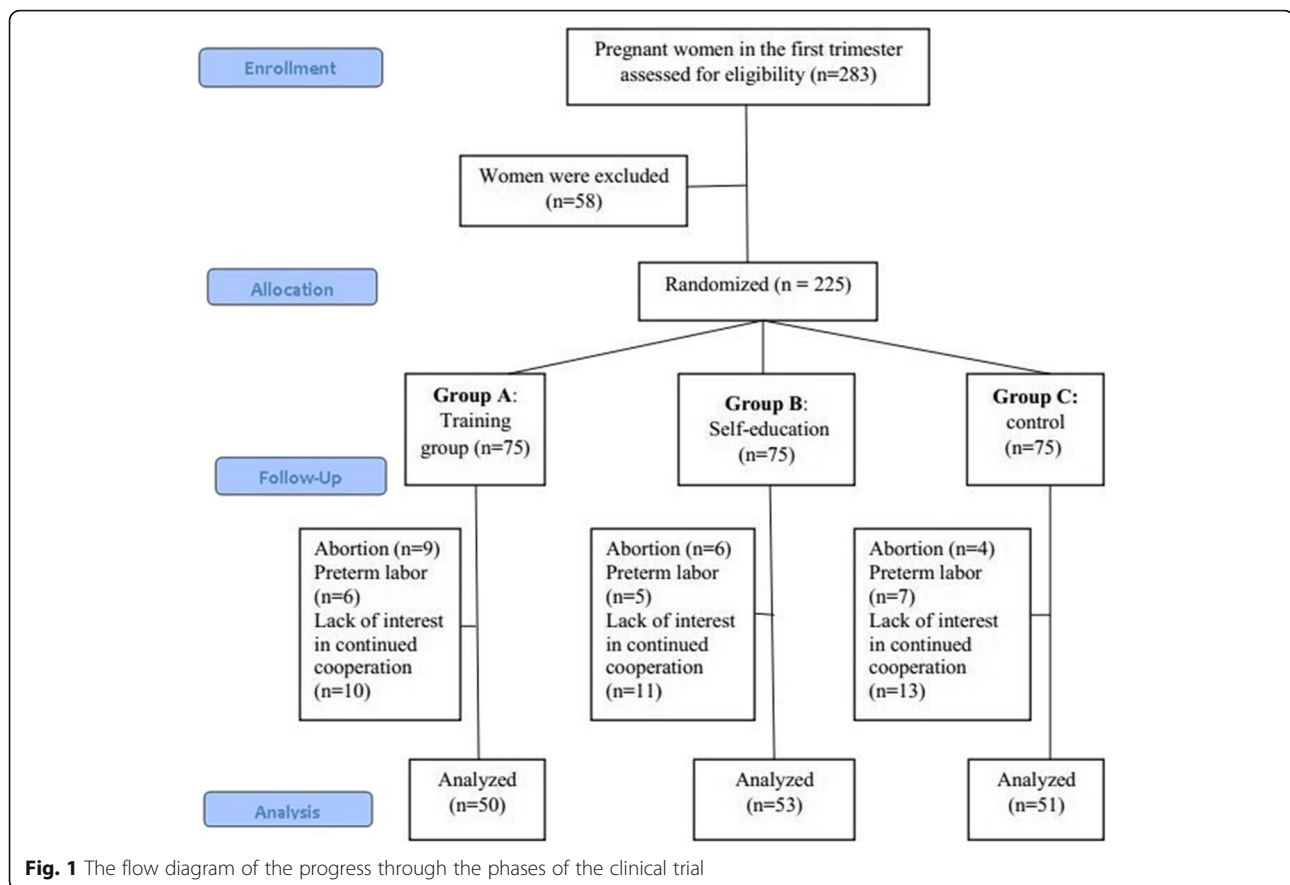 Enrollment
Pregnant women in the first trimester
assessed for eligibility (n=283)
Women were excluded
(n=58)
Allocation
Randomized (n = 225)
Group A:
Training
group (n=75)
Group B:
Self-education
(n=75)
Group C:
control
(n=75)
Follow-Up
Abortion (n=9)
Preterm labor
(n=6)
Lack of interest
in continued
cooperation
(n=10)
Abortion (n=6)
Preterm labor
(n=5)
Lack of interest
in continued
cooperation
(n=11)
Abortion (n=4)
Preterm labor
(n=7)
Lack of interest
in continued
cooperation
(n=13)
Analysis
Analyzed
(n=50)
Analyzed
(n=53)
Analyzed
(n=51)
Fig. 1 The flow diagram of the progress through the phases of the clinical trial